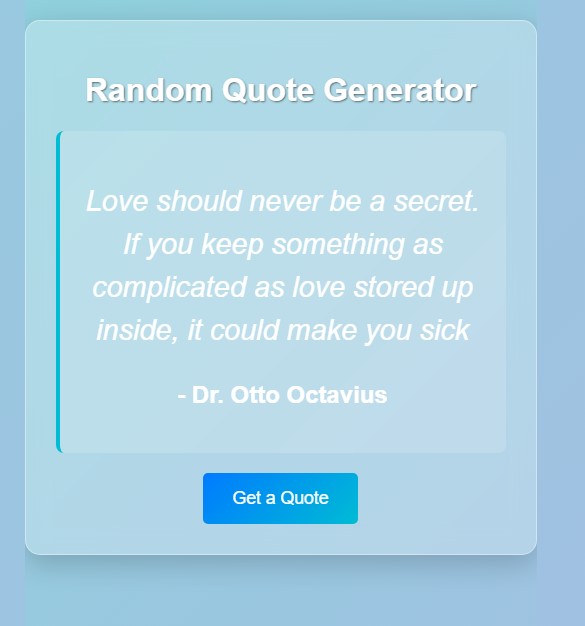 Random Quote Generator
Love should never be a secret.
If you keep something as
complicated as love stored up
inside, it could make you sick
- Dr. Otto Octavius
Get a Quote